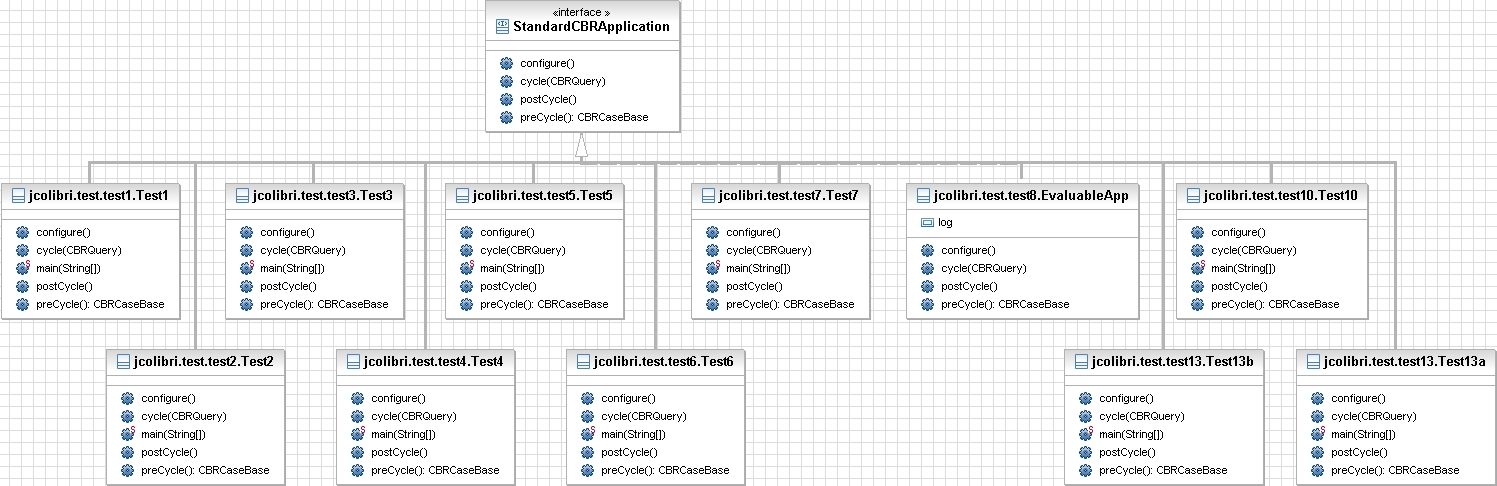 «interface »
StandardCBRApplication
configure()
cycle(CBRQuery)
postCycle()
preCycle(): CBRCaseBase
jcolibri.test.test1.Test1
configure()
cycle(CBRQuery)
S
main(String[])
postCycle()
preCycle(): CBRCaseBase
jcolibri.test.test3.Test3
configure()
cycle(CBRQuery)
S
main(String[])
postCycle()
preCycle(): CBRCaseBase
jcolibri.test.test5.Test5
configure()
cycle(CBRQuery)
S
main(String[])
postCycle()
preCycle(): CBRCaseBase
jcolibri.test.test7.Test7
configure()
cycle(CBRQuery)
S
main(String[])
postCycle()
preCycle(): CBRCaseBase
jcolibri.test.test8.EvaluableApp
log
configure()
cycle(CBRQuery)
postCycle()
preCycle(): CBRCaseBase
jcolibri.test.test10.Test10
configure()
cycle(CBRQuery)
S
main(String[])
postCycle()
preCycle(): CBRCaseBase
jcolibri.test.test2.Test2
configure()
cycle(CBRQuery)
S
main(String[])
postCycle()
preCycle(): CBRCaseBase
jcolibri.test.test4.Test4
configure()
cycle(CBRQuery)
S
main(String[])
postCycle()
preCycle(): CBRCaseBase
jcolibri.test.test6.Test6
configure()
cycle(CBRQuery)
S
main(String[])
postCycle()
preCycle(): CBRCaseBase
jcolibri.test.test13.Test13b
configure()
cycle(CBRQuery)
S
main(String[])
postCycle()
preCycle(): CBRCaseBase
jcolibri.test.test13.Test13a
configure()
cycle(CBRQuery)
S
main(String[])
postCycle()
preCycle(): CBRCaseBase